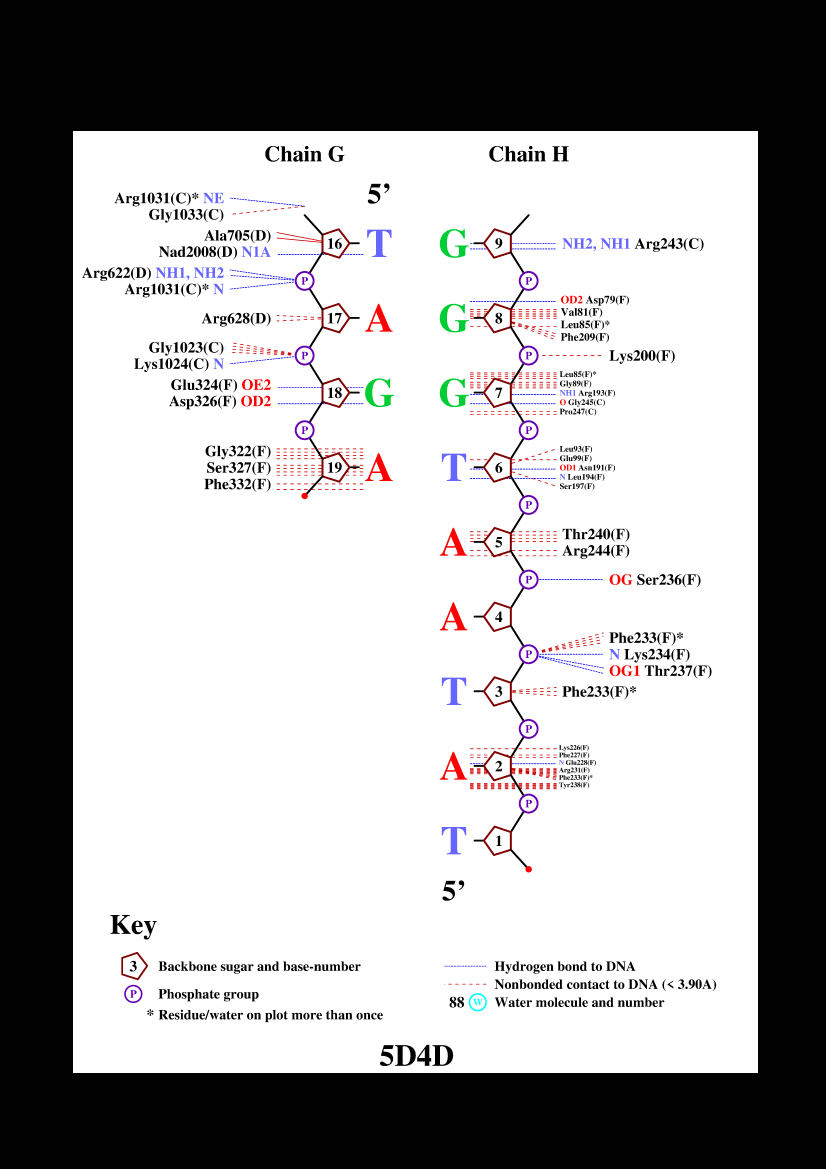 Chain G
Chain H
5’
Arg1031(C)* NE
Gly1033(C)
Ala705(D)
Nad2008(D) N1A
16
T
Arg622(D) NH1, NH2
Arg1031(C)* N
P
Arg628(D)
17
A
Gly1023(C)
Lys1024(C) N
P
Glu324(F) OE2
Asp326(F) OD2
18
G
P
Gly322(F)
Ser327(F)
Phe332(F)
19
A
G
9
NH2, NH1 Arg243(C)
P
G
8
OD2 Asp79(F)
Val81(F)
Leu85(F)*
Phe209(F)
P
Lys200(F)
G
7
Leu85(F)*
Gly89(F)
NH1 Arg193(F)
O Gly245(C)
Pro247(C)
P
T
6
Leu93(F)
Glu99(F)
OD1 Asn191(F)
N Leu194(F)
Ser197(F)
P
A
5
Thr240(F)
Arg244(F)
P
OG Ser236(F)
A
4
P
Phe233(F)*
N Lys234(F)
OG1 Thr237(F)
T
3
Phe233(F)*
P
A
2
Lys226(F)
Phe227(F)
N Glu228(F)
Arg231(F)
Phe233(F)*
Tyr238(F)
P
T
1
5’
Key
3 Backbone sugar and base-number
P Phosphate group
* Residue/water on plot more than once
Hydrogen bond to DNA
Nonbonded contact to DNA (< 3.90A)
88 W Water molecule and number
5D4D